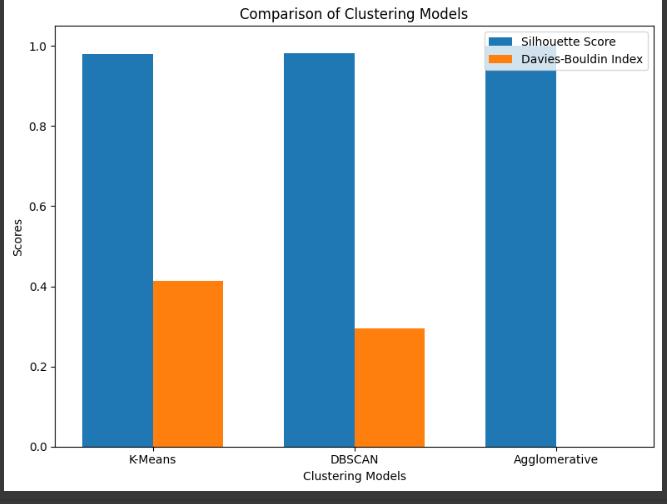 Comparison of Clustering Models
Silhouette Score
Davies-Bouldin Index
1.0
0.8
0.6
0.4
0.2
0.0
Scores
K-Means
DBSCAN
Agglomerative
Clustering Models